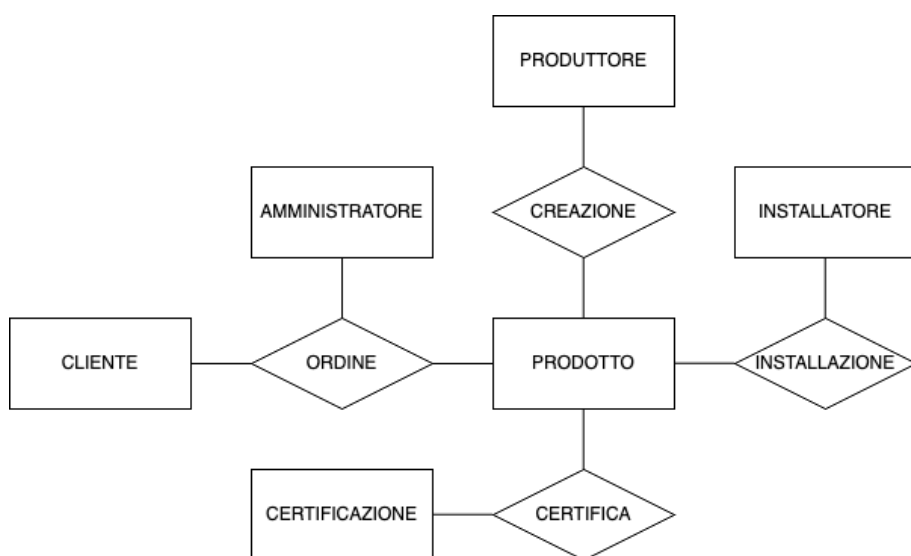 PRODUTTORE
AMMINISTRATORE
CREAZIONE
INSTALLATORE
CLIENTE
ORDINE
PRODOTTO
INSTALLAZIONE
CERTIFICAZIONE
CERTIFICA